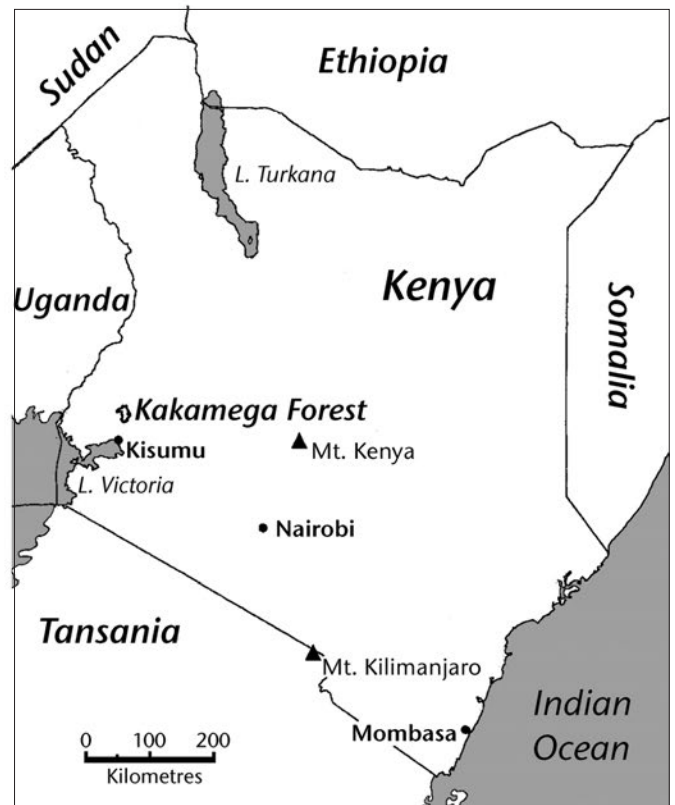 Sudan
Ethiopia
L. Turkana
Uganda
Kenya
Somalia
Kakamega Forest
Kisumu
Mt. Kenya
L. Victoria
Nairobi
Tansania
Mt. Kilimanjaro
Indian
Ocean
Mombasa
0 100 200
Kilometres